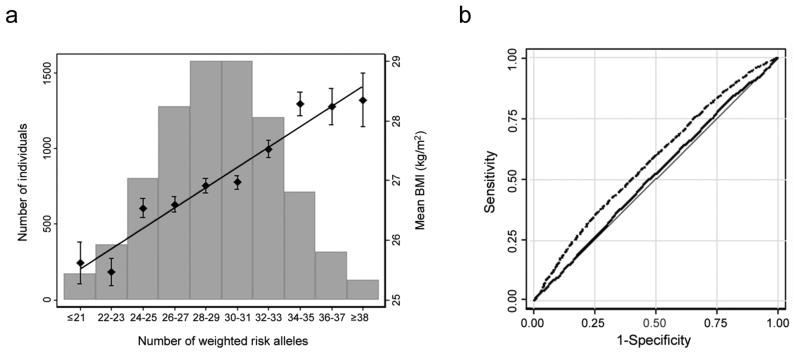 a
Number of individuals
1500
1000
500
0
29
28
27
26
25
Mean BMI (kg/m²)
≤21 22-23 24-25 26-27 28-29 30-31 32-33 34-35 36-37 ≥38
Number of weighted risk alleles
b
Sensitivity
1.00
0.75
0.50
0.25
0.00
0.00 0.25 0.50 0.75 1.00
1-Specificity